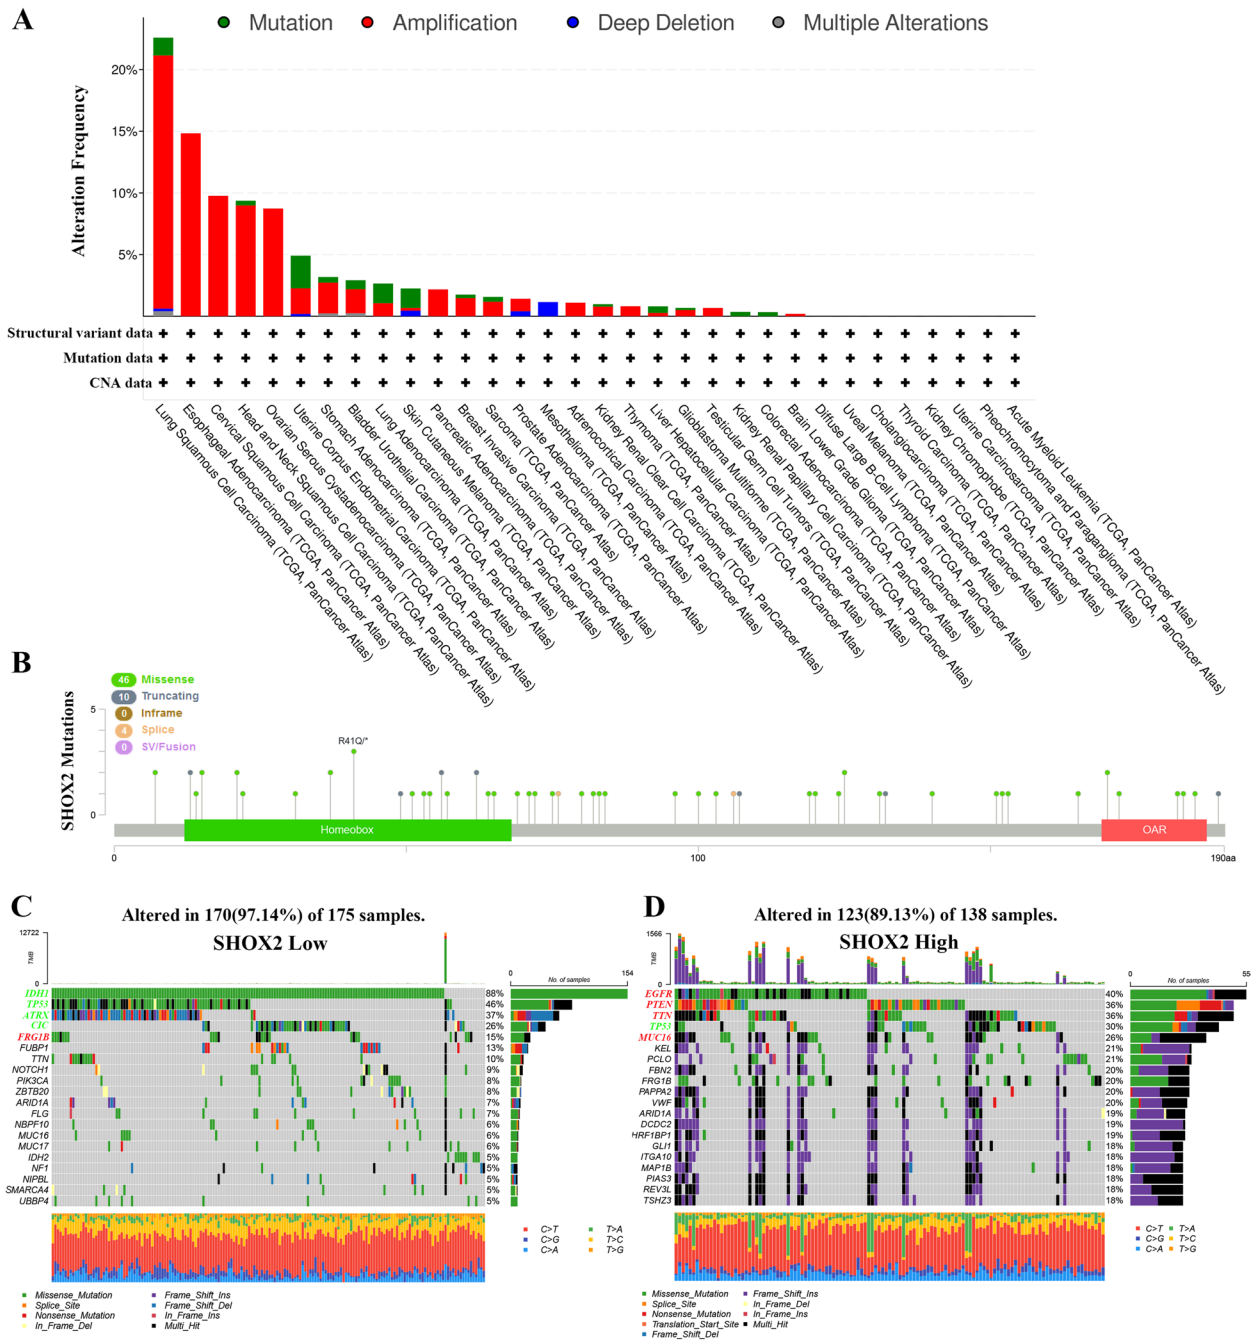 A
Mutation
Amplification
Deep Deletion
Multiple Alterations
Alteration Frequency
20%
15%
10%
5%
Structural variant data
Mutation data
CNA data
Lung Squamous Cell Carcinoma (TCGA, PanCancer Atlas)
Esophageal Adenocarcinoma (TCGA, PanCancer Atlas)
Cervical Squamous Cell Carcinoma (TCGA, PanCancer Atlas)
Head and Neck Squamous Cell Carcinoma (TCGA, PanCancer Atlas)
Ovarian Serous Cystadenocarcinoma (TCGA, PanCancer Atlas)
Uterine Corpus Endometrial Carcinoma (TCGA, PanCancer Atlas)
Stomach Adenocarcinoma (TCGA, PanCancer Atlas)
Bladder Urothelial Carcinoma (TCGA, PanCancer Atlas)
Lung Adenocarcinoma (TCGA, PanCancer Atlas)
Skin Cutaneous Melanoma (TCGA, PanCancer Atlas)
Pancreatic Adenocarcinoma (TCGA, PanCancer Atlas)
Breast Invasive Carcinoma (TCGA, PanCancer Atlas)
Sarcoma (TCGA, PanCancer Atlas)
Prostate Adenocarcinoma (TCGA, PanCancer Atlas)
Mesothelioma (TCGA, PanCancer Atlas)
Adrenocortical Carcinoma (TCGA, PanCancer Atlas)
Kidney Renal Clear Cell Carcinoma (TCGA, PanCancer Atlas)
Thymoma (TCGA, PanCancer Atlas)
Liver Hepatocellular Carcinoma (TCGA, PanCancer Atlas)
Glioblastoma Multiforme (TCGA, PanCancer Atlas)
Testicular Germ Cell Tumors (TCGA, PanCancer Atlas)
Kidney Renal Papillary Cell Carcinoma (TCGA, PanCancer Atlas)
Colorectal Adenocarcinoma (TCGA, PanCancer Atlas)
Brain Lower Grade Glioma (TCGA, PanCancer Atlas)
Diffuse Large B-Cell Lymphoma (TCGA, PanCancer Atlas)
Uveal Melanoma (TCGA, PanCancer Atlas)
Cholangiocarcinoma (TCGA, PanCancer Atlas)
Thyroid Carcinoma (TCGA, PanCancer Atlas)
Kidney Chromophobe (TCGA, PanCancer Atlas)
Uterine Carcinosarcoma (TCGA, PanCancer Atlas)
Pheochromocytoma and Paraganglioma (TCGA, PanCancer Atlas)
Acute Myeloid Leukemia (TCGA, PanCancer Atlas)
B
46 Missense
10 Truncating
0 Inframe
4 Splice
0 SV/Fusion
SHOX2 Mutations
5
0
R41Q/*
Homeobox
OAR
0
100
190aa
C
Altered in 170(97.14%) of 175 samples.
SHOX2 Low
12722
TMB
0
0
154
No. of samples
IDH1 88%
TP53 46%
ATRX 37%
CIC 26%
FRG1B 15%
FUBP1 13%
TTN 10%
NOTCH1 9%
PIK3CA 8%
ZBTB20 8%
ARID1A 7%
FLG 7%
NBPF10 6%
MUC16 6%
MUC17 6%
IDH2 5%
NF1 5%
NIPBL 5%
SMARCA4 5%
UBBP4 5%
C>T
T>A
C>G
T>C
C>A
T>G
Missense_Mutation
Frame_Shift_Ins
Splice_Site
Frame_Shift_Del
Nonsense_Mutation
In_Frame_Ins
In_Frame_Del
Multi_Hit
D
Altered in 123(89.13%) of 138 samples.
SHOX2 High
1566
TMB
0
0
55
No. of samples
EGFR 40%
PTEN 36%
TTN 36%
TP53 30%
MUC16 26%
KEL 21%
PCLO 21%
FBN2 20%
FRG1B 20%
PAPPA2 20%
VWF 20%
ARID1A 19%
DCDC2 19%
HRF1BP1 19%
GLI1 18%
ITGA10 18%
MAP1B 18%
PIAS3 18%
REV3L 18%
TSHZ3 18%
C>T
T>A
C>G
T>C
C>A
T>G
Missense_Mutation
Frame_Shift_Ins
Splice_Site
In_Frame_Del
Nonsense_Mutation
In_Frame_Ins
Translation_Start_Site
Multi_Hit
Frame_Shift_Del